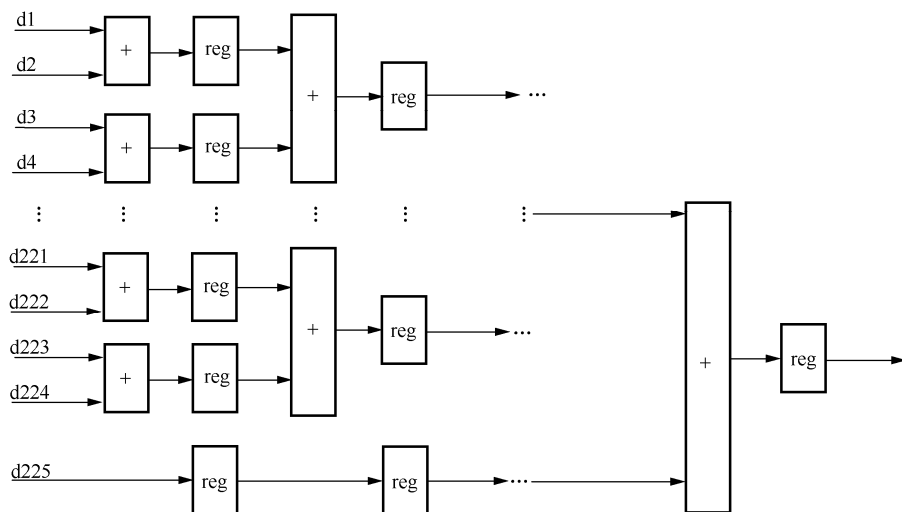 d1
+
reg
d2
+
reg
...
d3
+
reg
d4
...
d221
+
reg
d222
+
reg
...
d223
+
reg
d224
+
reg
d225
reg
reg
...